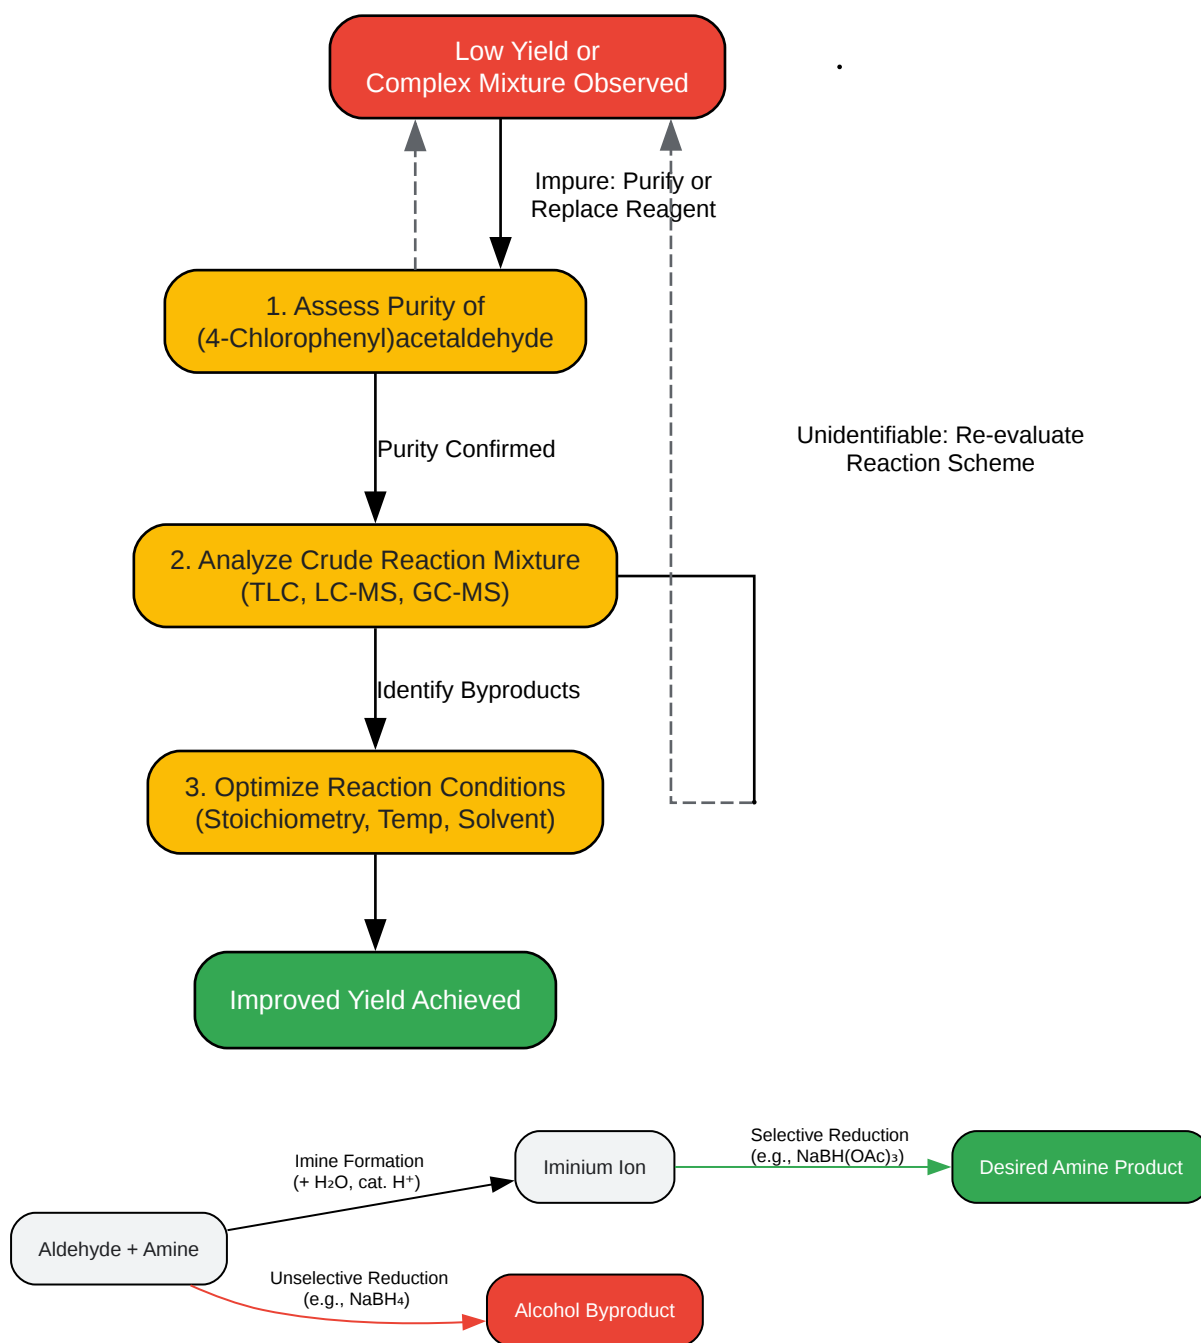 Low Yield or
Complex Mixture Observed
.
Impure: Purify or
Replace Reagent
1. Assess Purity of
(4-Chlorophenyl)acetaldehyde
Purity Confirmed
Unidentifiable: Re-evaluate
Reaction Scheme
2. Analyze Crude Reaction Mixture
(TLC, LC-MS, GC-MS)
Identify Byproducts
3. Optimize Reaction Conditions
(Stoichiometry, Temp, Solvent)
Improved Yield Achieved
Imine Formation
(+ H₂O, cat. H⁺)
Iminium Ion
Selective Reduction
(e.g., NaBH(OAc)₃)
Desired Amine Product
Aldehyde + Amine
Unselective Reduction
(e.g., NaBH₄)
Alcohol Byproduct